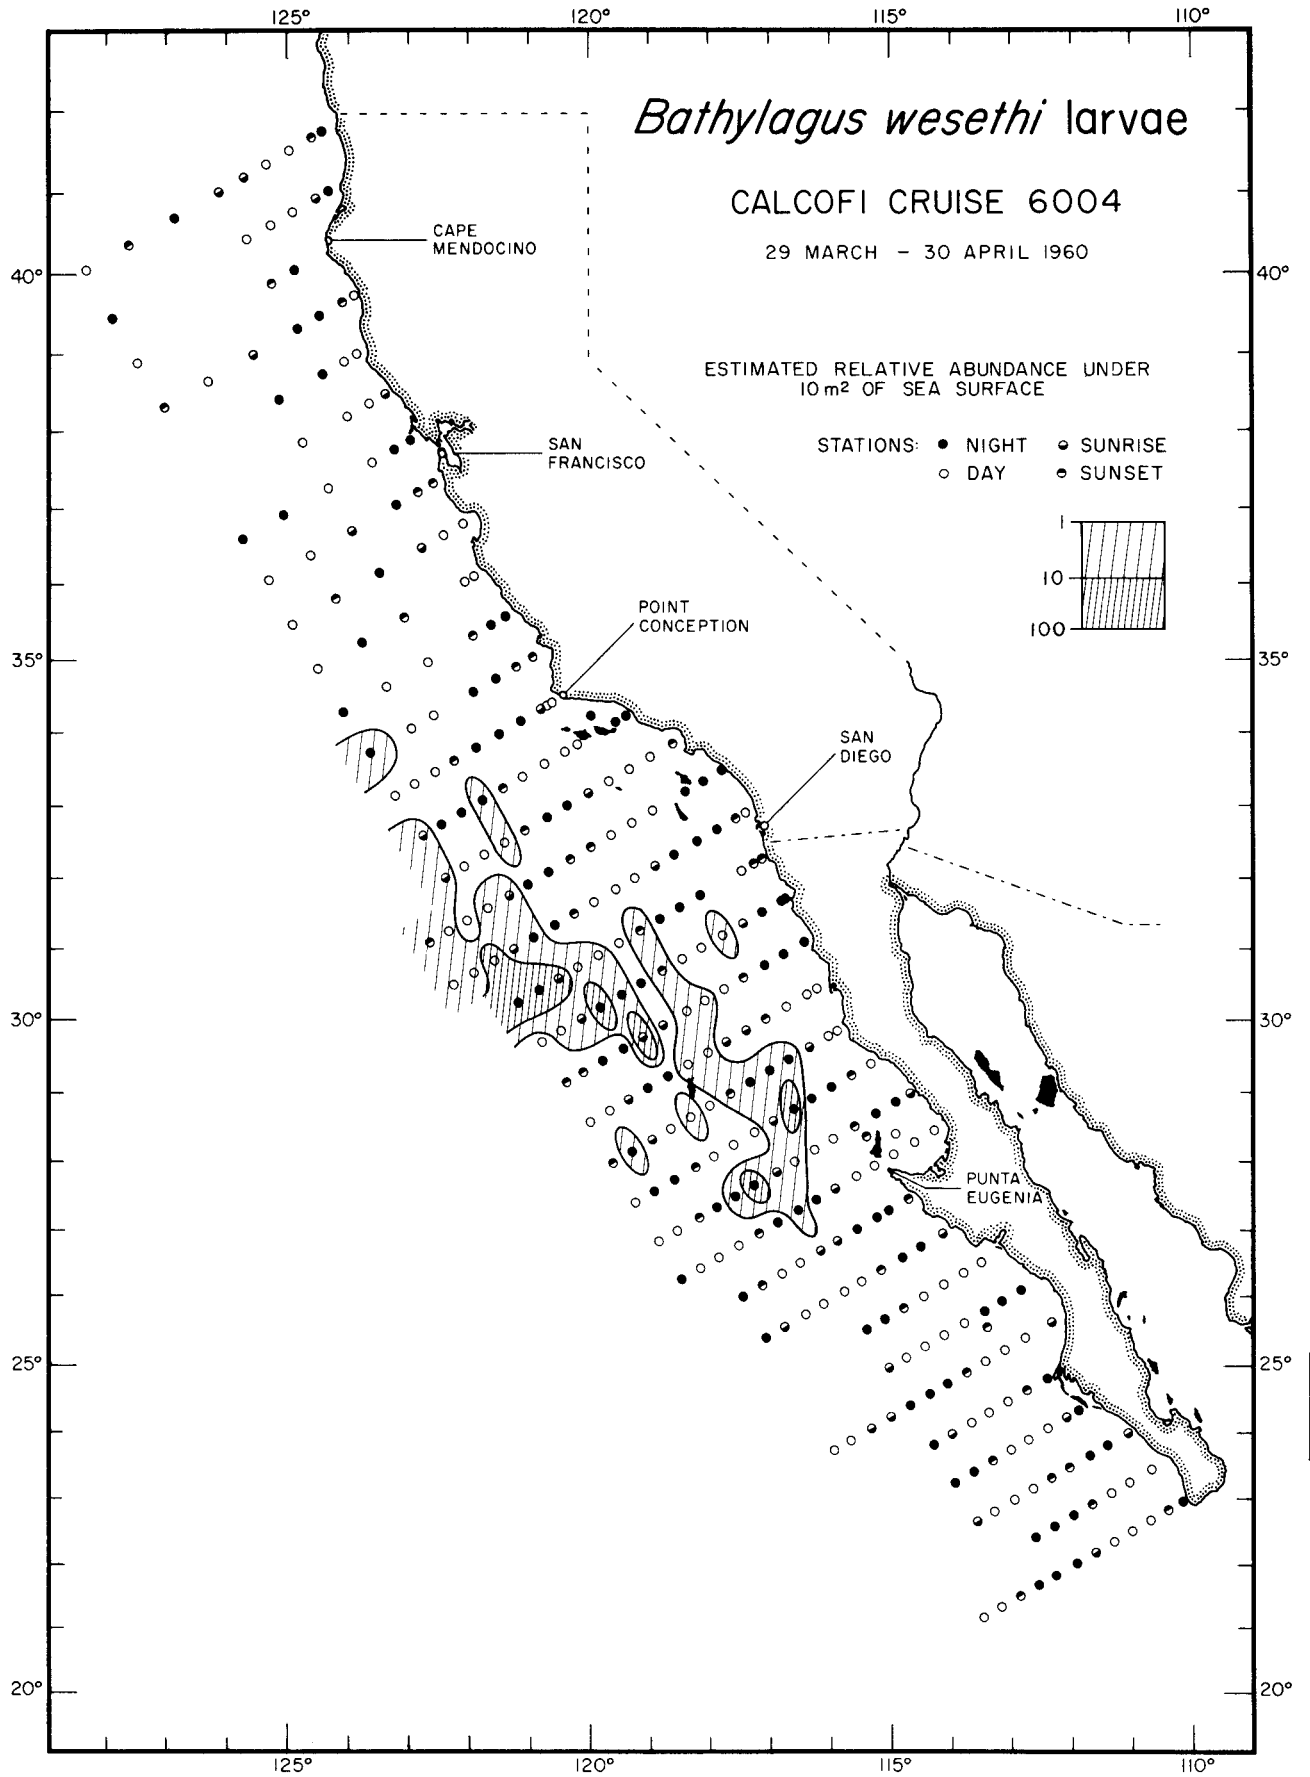 125° 120° 115° 110°
Bathylagus wesethi larvae
CALCOFI CRUISE 6004
29 MARCH – 30 APRIL 1960
CAPE
MENDOCINO
40° 40°
ESTIMATED RELATIVE ABUNDANCE UNDER
10 m² OF SEA SURFACE
STATIONS: NIGHT SUNRISE
DAY SUNSET
SAN
FRANCISCO
1
10
100
POINT
CONCEPTION
35° 35°
SAN
DIEGO
30° 30°
PUNTA
EUGENIA
25° 25°
20° 20°
125° 120° 115° 110°